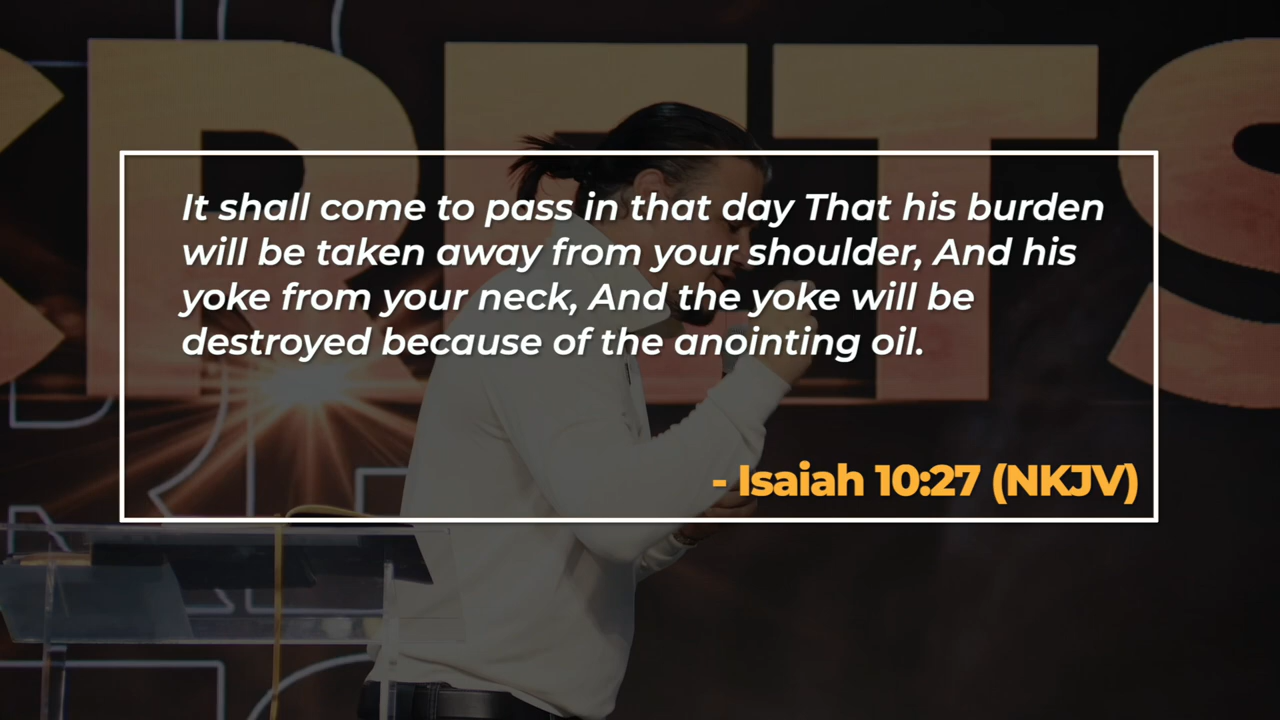 RETS
It shall come to pass in that day That his burden
will be taken away from your shoulder, And his
yoke from your neck, And the yoke will be
destroyed because of the anointing oil.
- Isaiah 10:27 (NKJV)